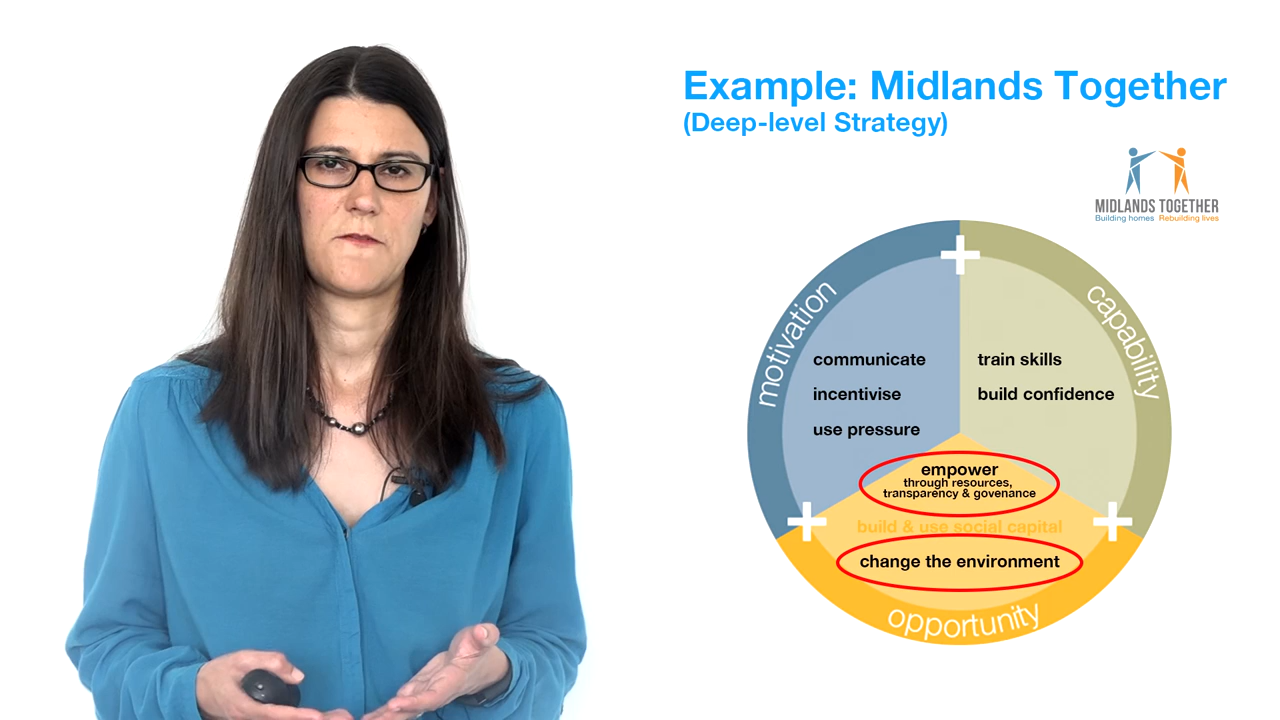 Example: Midlands Together
(Deep-level Strategy)
MIDLANDS TOGETHER
Building homes Rebuilding lives
motivation
capability
communicate
incentivise
use pressure
train skills
build confidence
empower
through resources,
transparency & govenance
build & use social capital
change the environment
opportunity